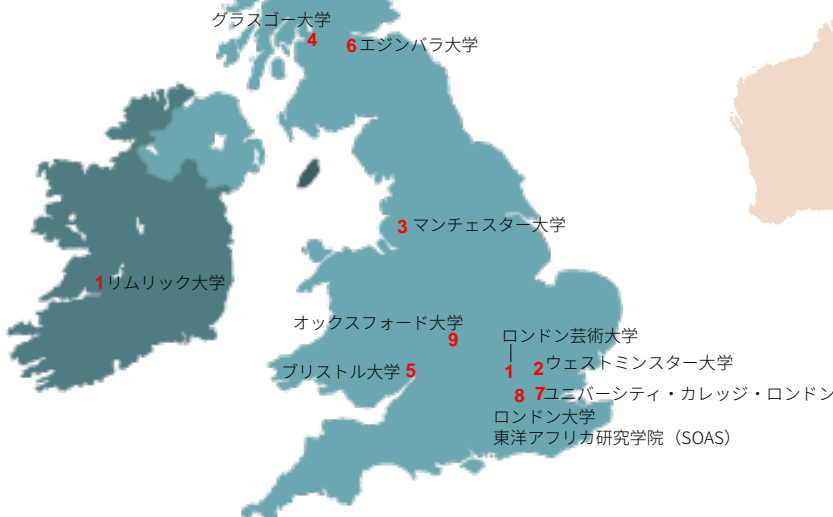 グラスゴー大学
4
6 エジンバラ大学
3 マンチェスター大学
1 リムリック大学
オックスフォード大学
9
ロンドン芸術大学
1
2 ウェストミンスター大学
ブリストル大学 5
8
7 ユニバーシティ・カレッジ・ロンドン
ロンドン大学
東洋アフリカ研究学院（SOAS）